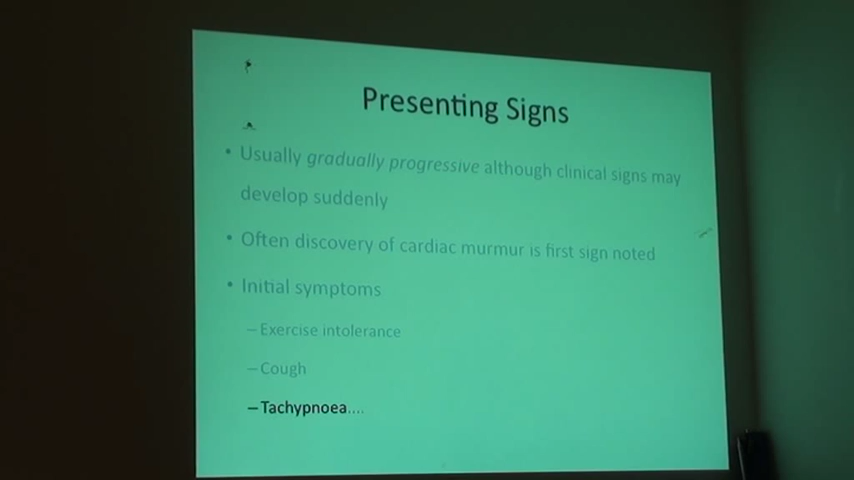 Presenting Signs
• Usually gradually progressive although clinical signs may
develop suddenly
• Often discovery of cardiac murmur is first sign noted
• Initial symptoms
–Exercise intolerance
–Cough
–Tachypnoea....